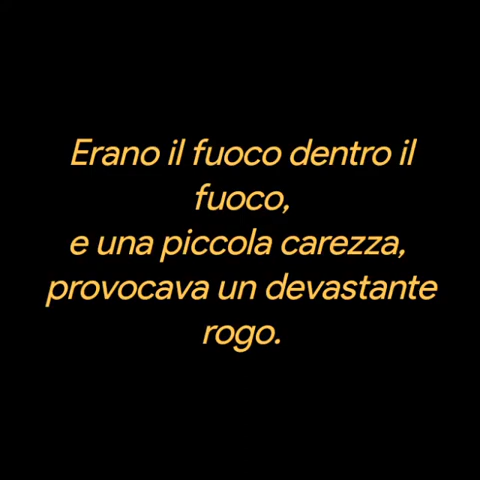 Erano il fuoco dentro il
fuoco,
e una piccola carezza,
provocava un devastante
rogo.